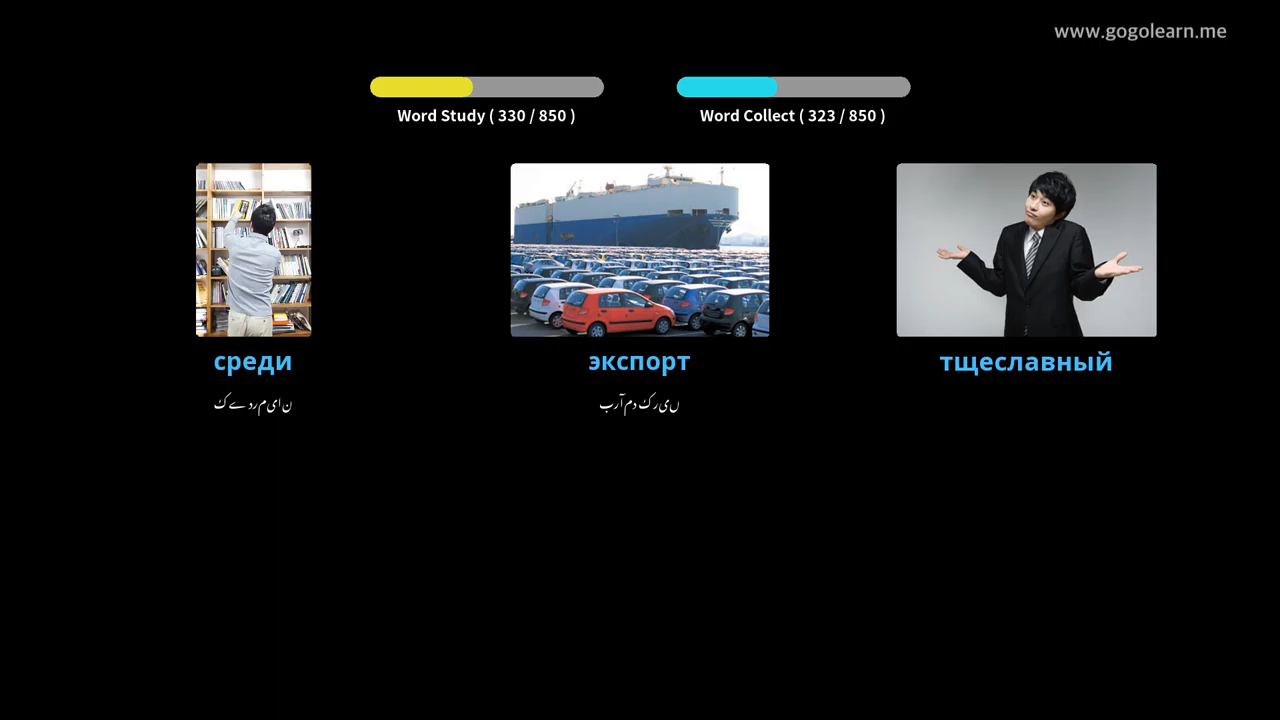 www.gogolearn.me
Word Study ( 330 / 850 )
Word Collect ( 323 / 850 )
среди
экспорт
тщеславный
کے درمیان
برآمد کریں